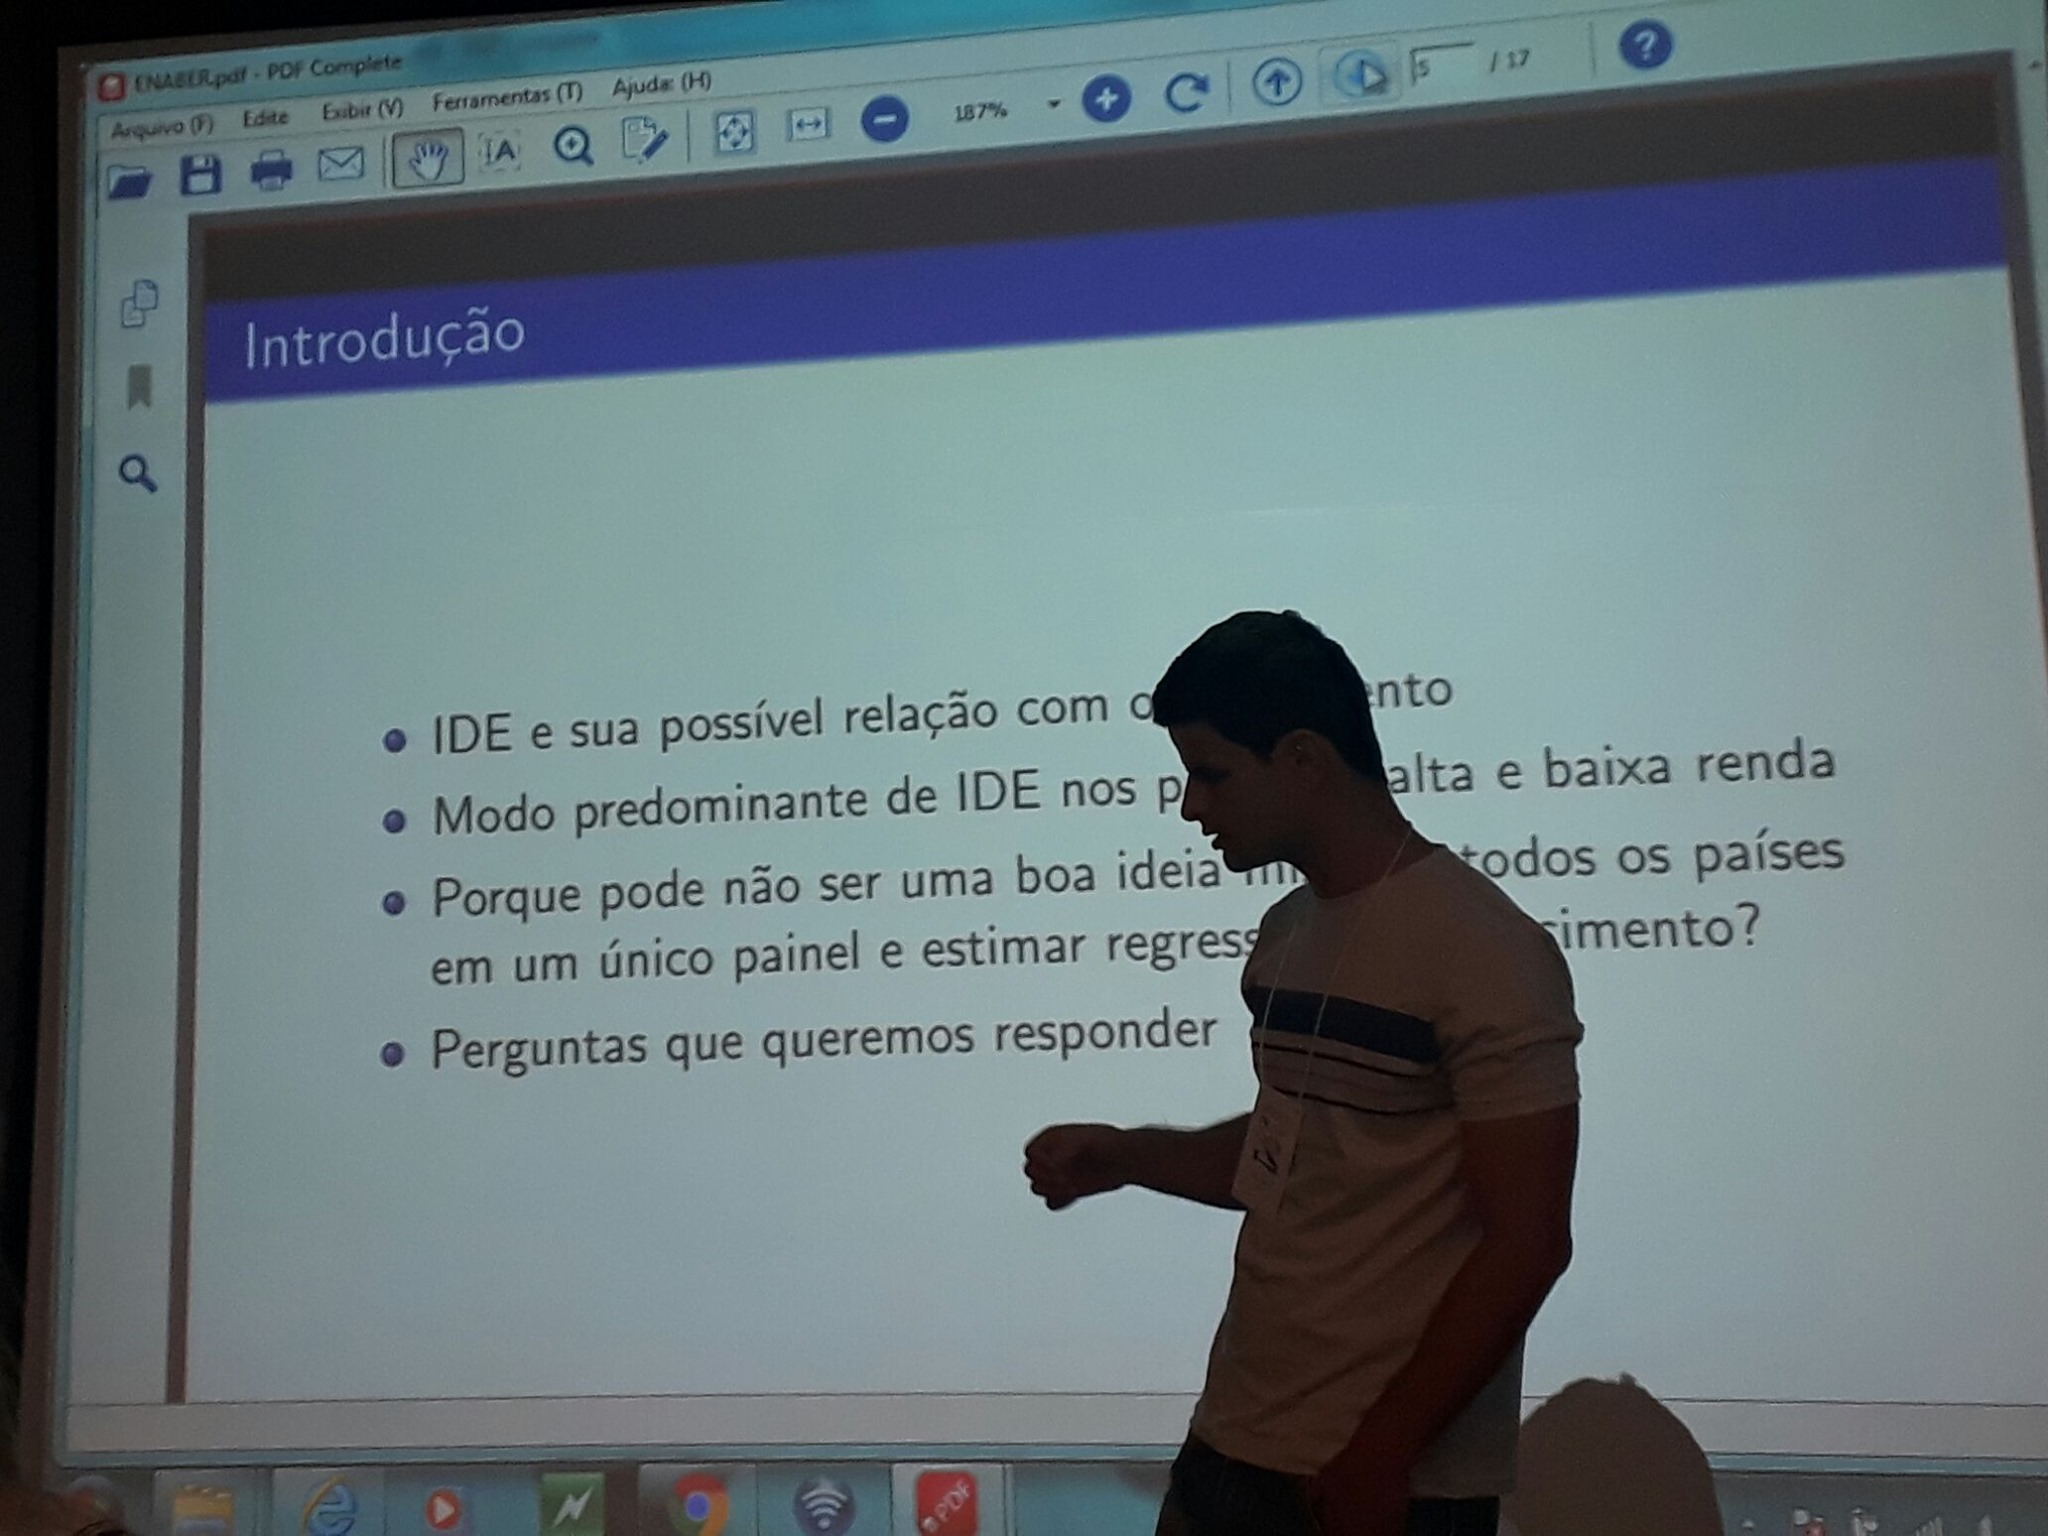 ENABER.pdf - PDF Complete
Arquivo (F) Edite Exibir (V) Ferramentas (T) Ajuda: (H)
A 187% 5 / 17 ?
Introdução
IDE e sua possível relação com o ento
Modo predominante de IDE nos p alta e baixa renda
Porque pode não ser uma boa ideia todos os países
em um único painel e estimar regress cimento?
Perguntas que queremos responder
PDF